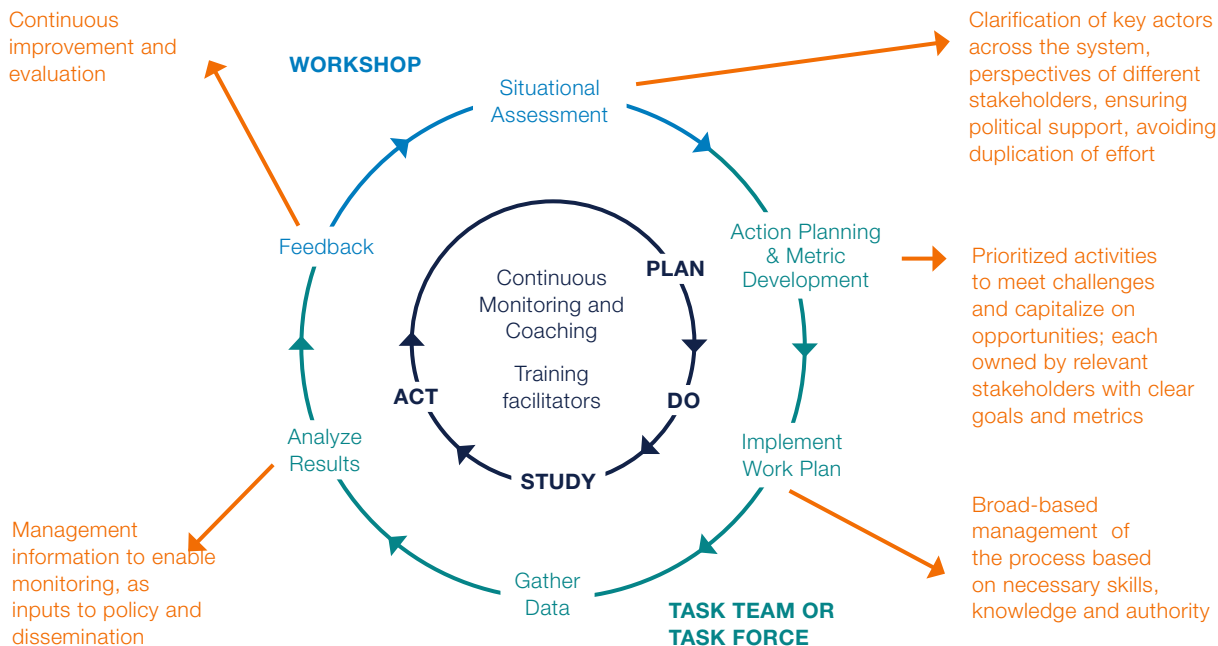 Continuous
improvement and
evaluation
WORKSHOP
Situational
Assessment
Clarification of key actors
across the system,
perspectives of different
stakeholders, ensuring
political support, avoiding
duplication of effort
Feedback
Action Planning
& Metric
Development
Prioritized activities
to meet challenges
and capitalize on
opportunities; each
owned by relevant
stakeholders with clear
goals and metrics
PLAN
Continuous
Monitoring and
Coaching
Training
facilitators
ACT
DO
STUDY
Analyze
Results
Implement
Work Plan
Management
information to enable
monitoring, as
inputs to policy and
dissemination
Gather
Data
TASK TEAM OR
TASK FORCE
Broad-based
management of
the process based
on necessary skills,
knowledge and authority